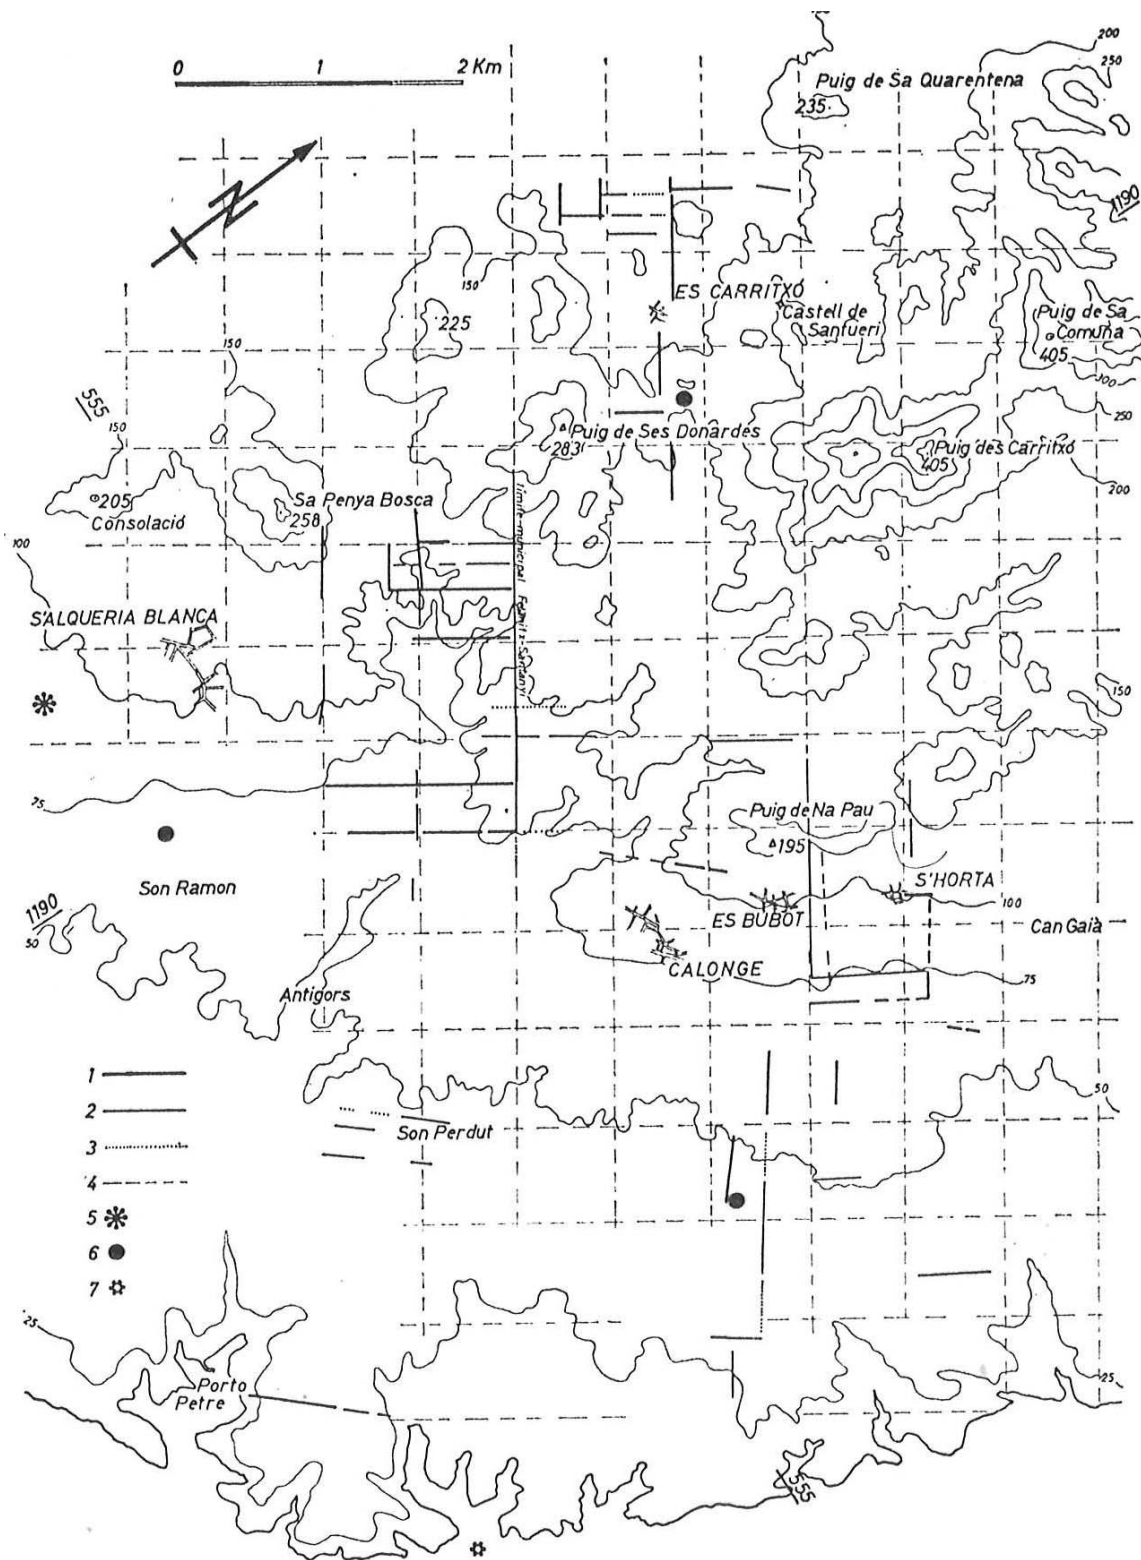 0 1 2 Km
200
250
Puig de Sa Quarentena
235
1190
N
150
ES CARRITXO
Castell de
Santueri
Puig de Sa
Comuna
405
225
150
300
555
150
250
Puig de Ses Donardes
283
Puig des Carritxo
405
205
Consolació
Sa Penya Bosca
258
200
100
límite municipal Felanitx-Santanyí
S'ALQUERIA BLANCA
150
75
Puig de Na Pau
195
Son Ramon
S'HORTA
1190
50
ES BUBOT
100
Can Gaià
CALONGE
75
Antigors
1
50
2
Son Perdut
3
4
5
6
7
25
Porto
Petre
25
555